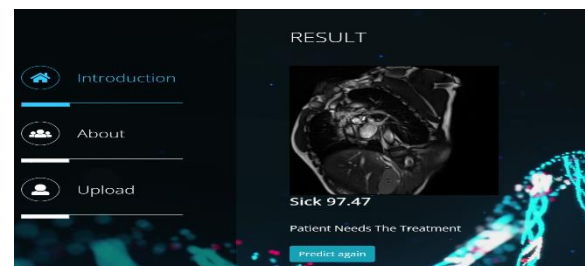 RESULT
Introduction
About
Upload
Sick 97.47
Patient Needs The Treatment
Predict again